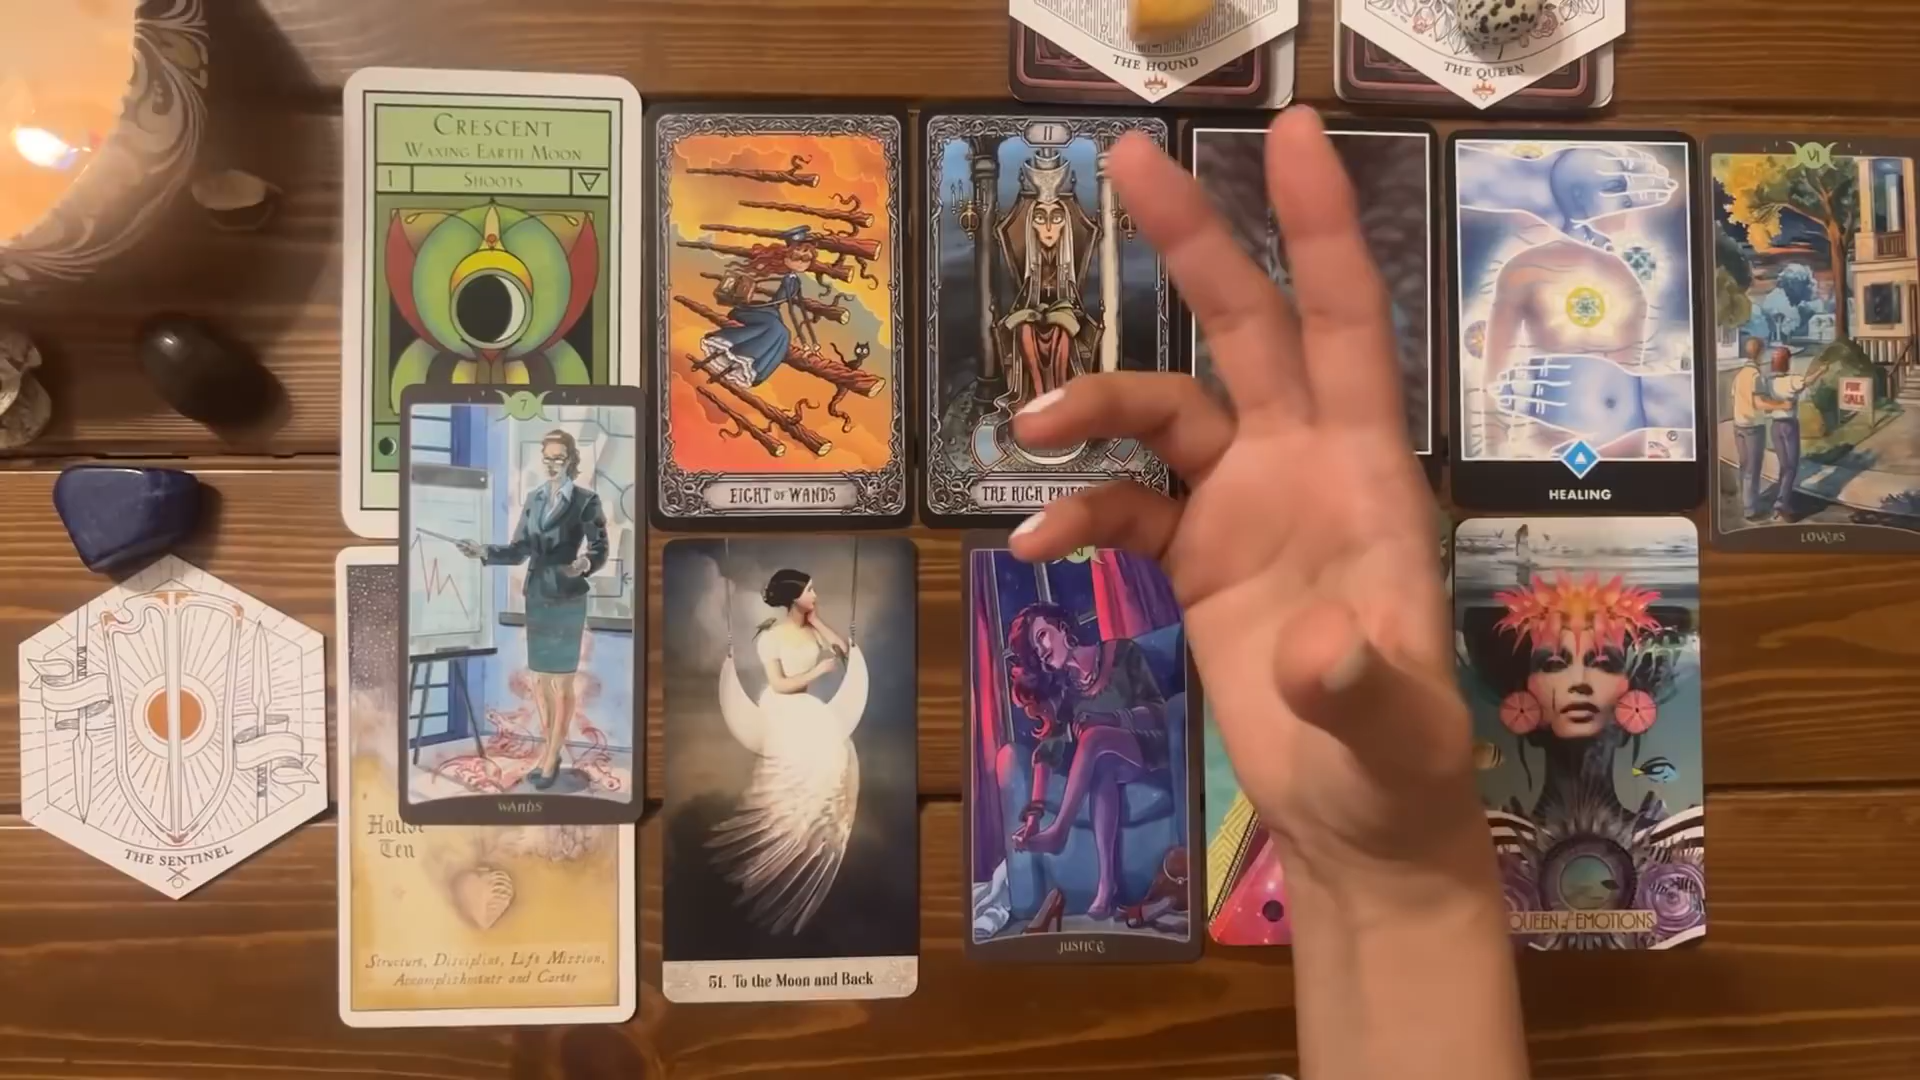 THE HOUND
THE QUEEN
CRESCENT
WAXING EARTH MOON
1
SHOOTS
EIGHT OF WANDS
II
THE HIGH
HEALING
VI
FOR
SALE
LOVERS
7
WANDS
THE SENTINEL
House
Ten
Structure, Discipline, Life Mission,
Accomplishments and Career
51. To the Moon and Back
JUSTICE
QUEEN of EMOTIONS